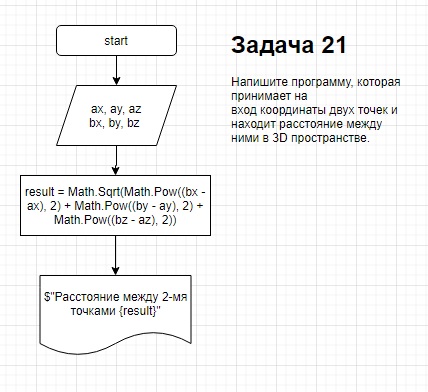 start
ax, ay, az
bx, by, bz
result = Math.Sqrt(Math.Pow((bx -
ax), 2) + Math.Pow((by - ay), 2) +
Math.Pow((bz - az), 2))
$"Расстояние между 2-мя
точками {result}"
Задача 21
Напишите программу, которая
принимает на
вход координаты двух точек и
находит расстояние между
ними в 3D пространстве.